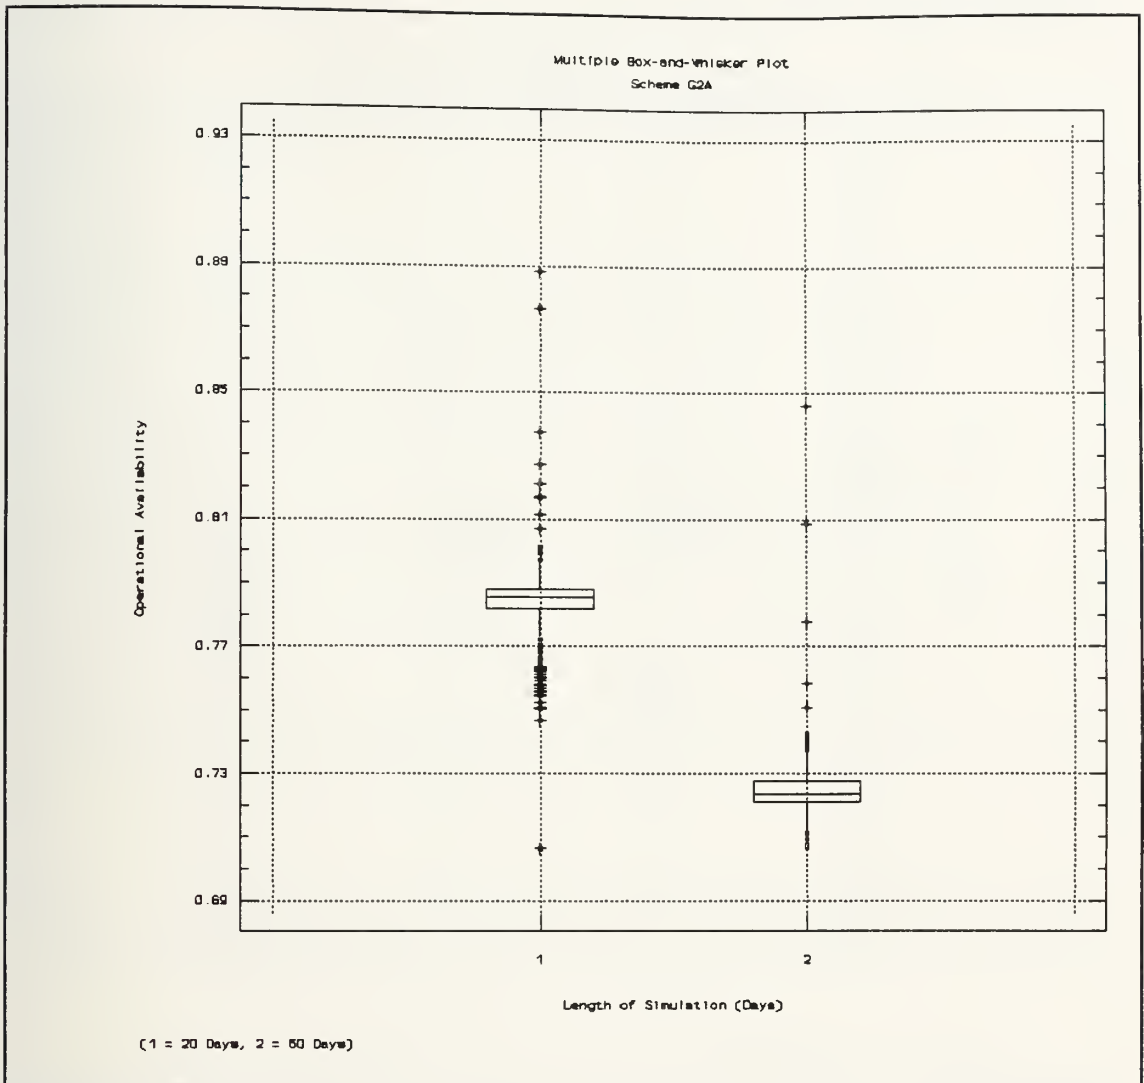 Multiple Box-and-Whisker Plot
Scheme G2A
0.93
0.89
0.85
0.81
0.77
0.73
0.69
Operational Availability
1 2
Length of Simulation (Days)
(1 = 20 Days, 2 = 60 Days)